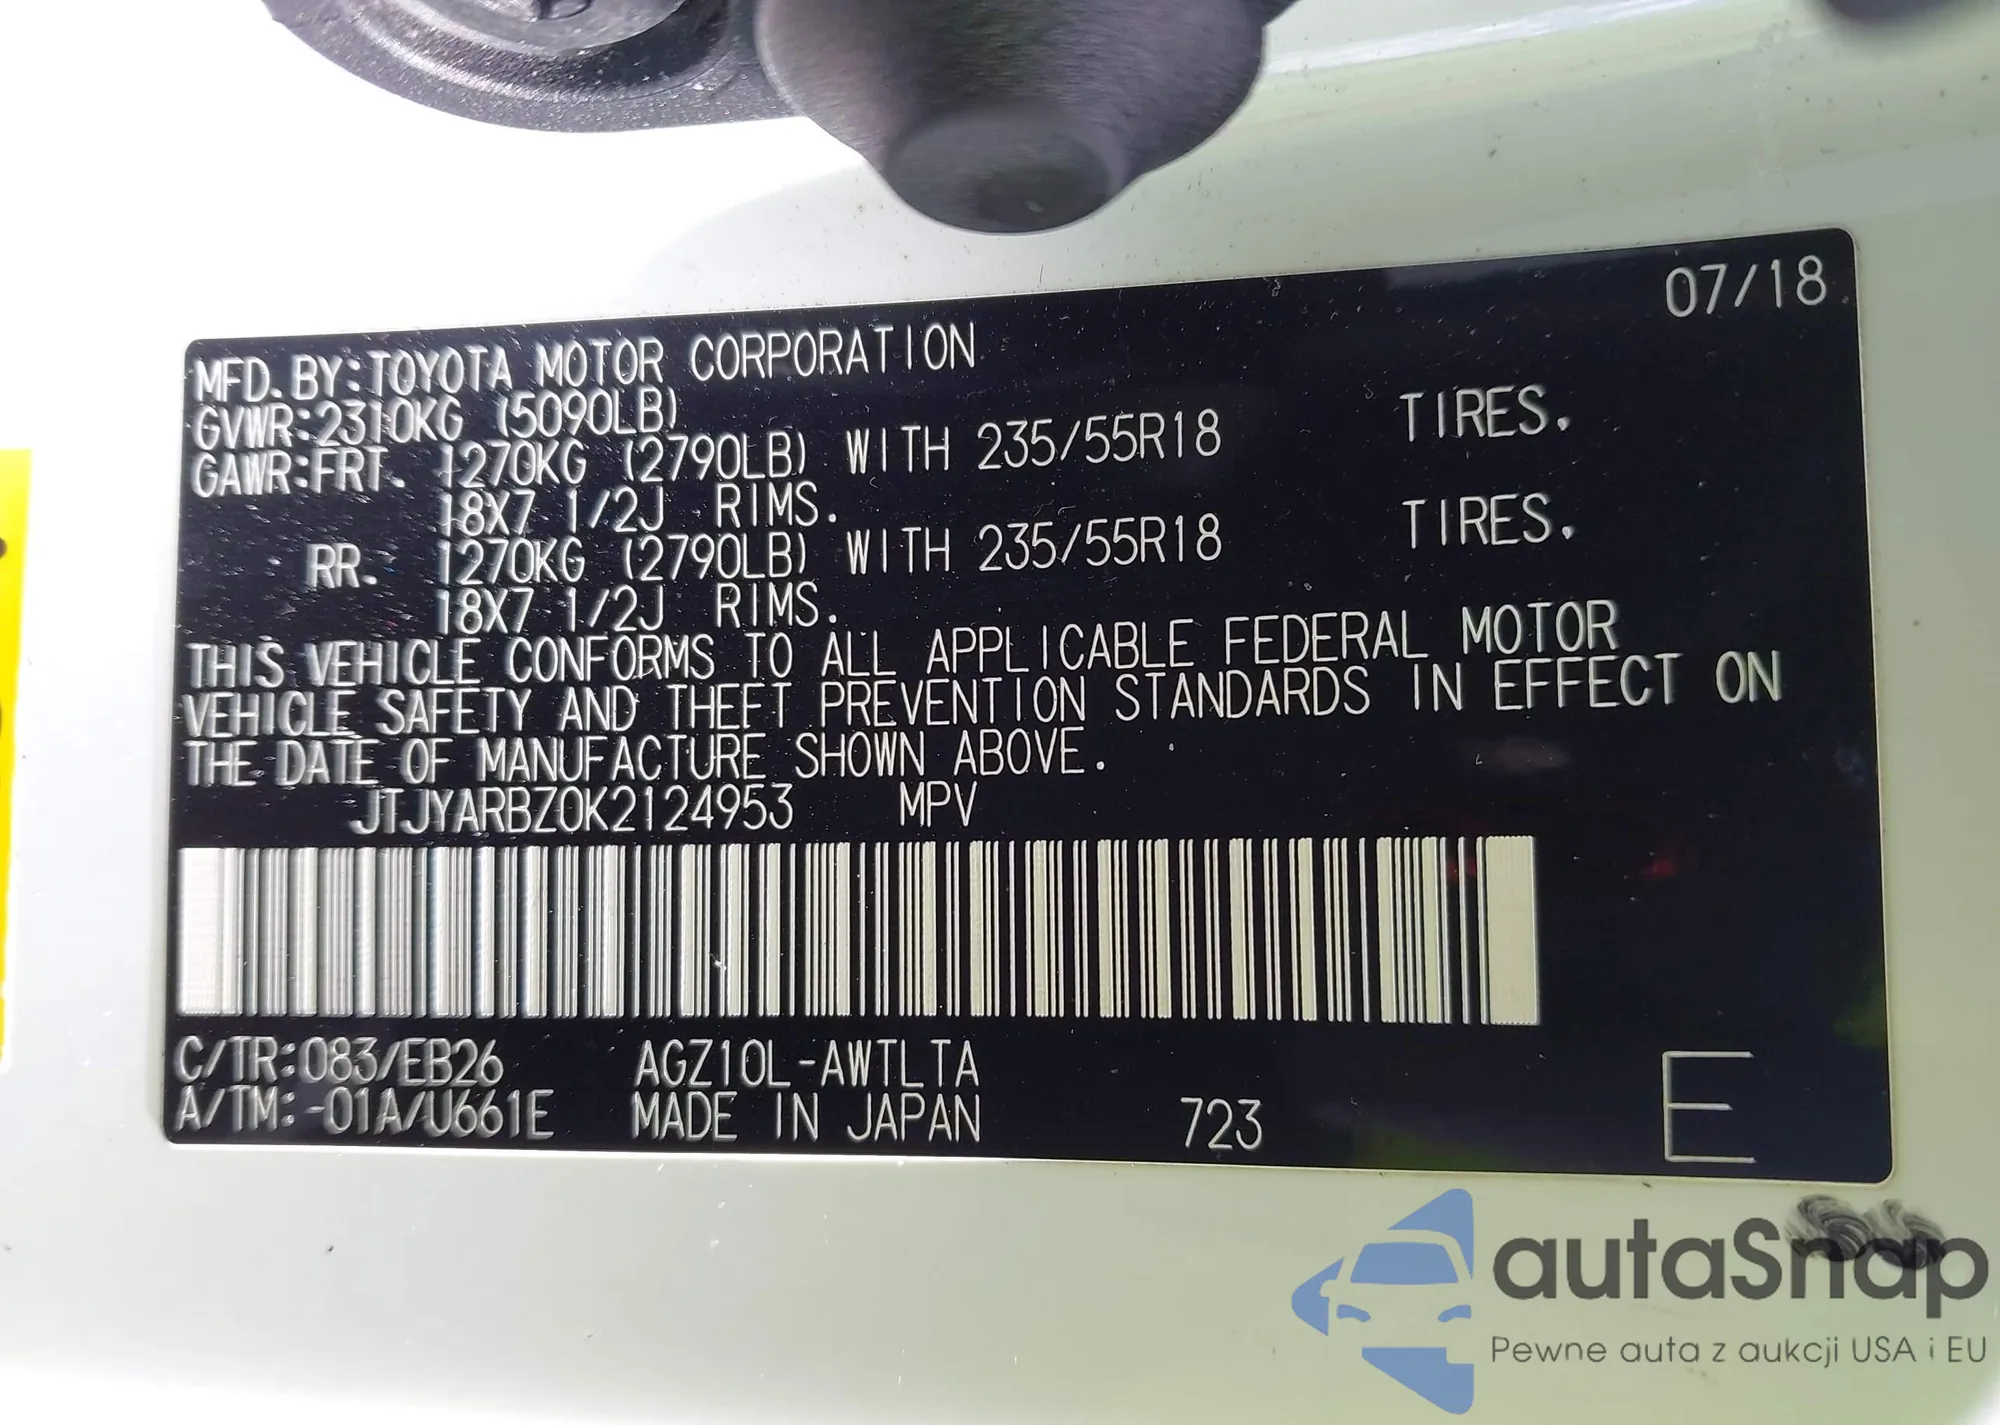 07/18
MFD.BY:TOYOTA MOTOR CORPORATION
GVWR:2310KG (5090LB)
GAWR:FRT. 1270KG (2790LB) WITH 235/55R18 TIRES.
18X7 1/2J RIMS.
RR. 1270KG (2790LB) WITH 235/55R18 TIRES.
18X7 1/2J RIMS.
THIS VEHICLE CONFORMS TO ALL APPLICABLE FEDERAL MOTOR
VEHICLE SAFETY AND THEFT PREVENTION STANDARDS IN EFFECT ON
THE DATE OF MANUFACTURE SHOWN ABOVE.
JTJYARBZ0K2124953 MPV
C/TR:083/EB26 AGZ10L-AWTLTA
A/TM:-01A/U661E MADE IN JAPAN 723 E
autaSnap
Pewne auta z aukcji USA i EU